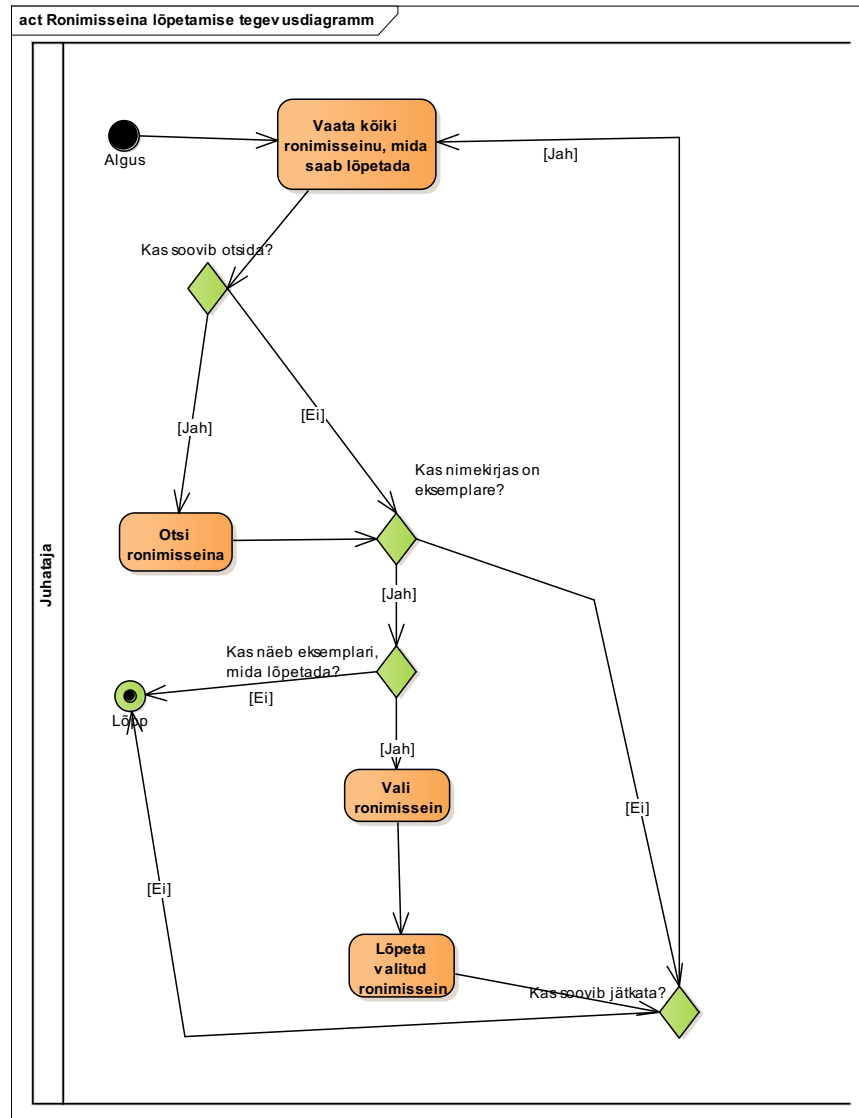 act Ronimisseina lõpetamise tegevusdiagramm
Juhataja
Algus
Vaata kõiki
ronimisseinu, mida
saab lõpetada
[Jah]
Kas soovib otsida?
[Jah]
[Ei]
Kas nimekirjas on
eksemplare?
Otsi
ronimisseina
[Jah]
Kas näeb eksemplari,
mida lõpetada?
[Ei]
Lõpp
[Jah]
Vali
ronimissein
[Ei]
[Ei]
Lõpeta
valitud
ronimissein
Kas soovib jätkata?